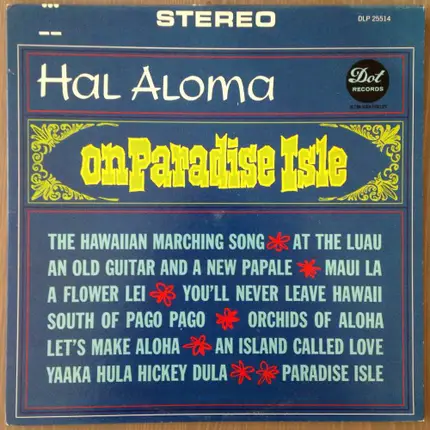 STEREO
DLP 25514
HAL ALOMA
Dot
RECORDS
on Paradise Isle
THE HAWAIIAN MARCHING SONG AT THE LUAU
AN OLD GUITAR AND A NEW PAPALE MAUI LA
A FLOWER LEI YOU'LL NEVER LEAVE HAWAII
SOUTH OF PAGO PAGO ORCHIDS OF ALOHA
LET'S MAKE ALOHA AN ISLAND CALLED LOVE
YAAKA HULA HICKEY DULA PARADISE ISLE